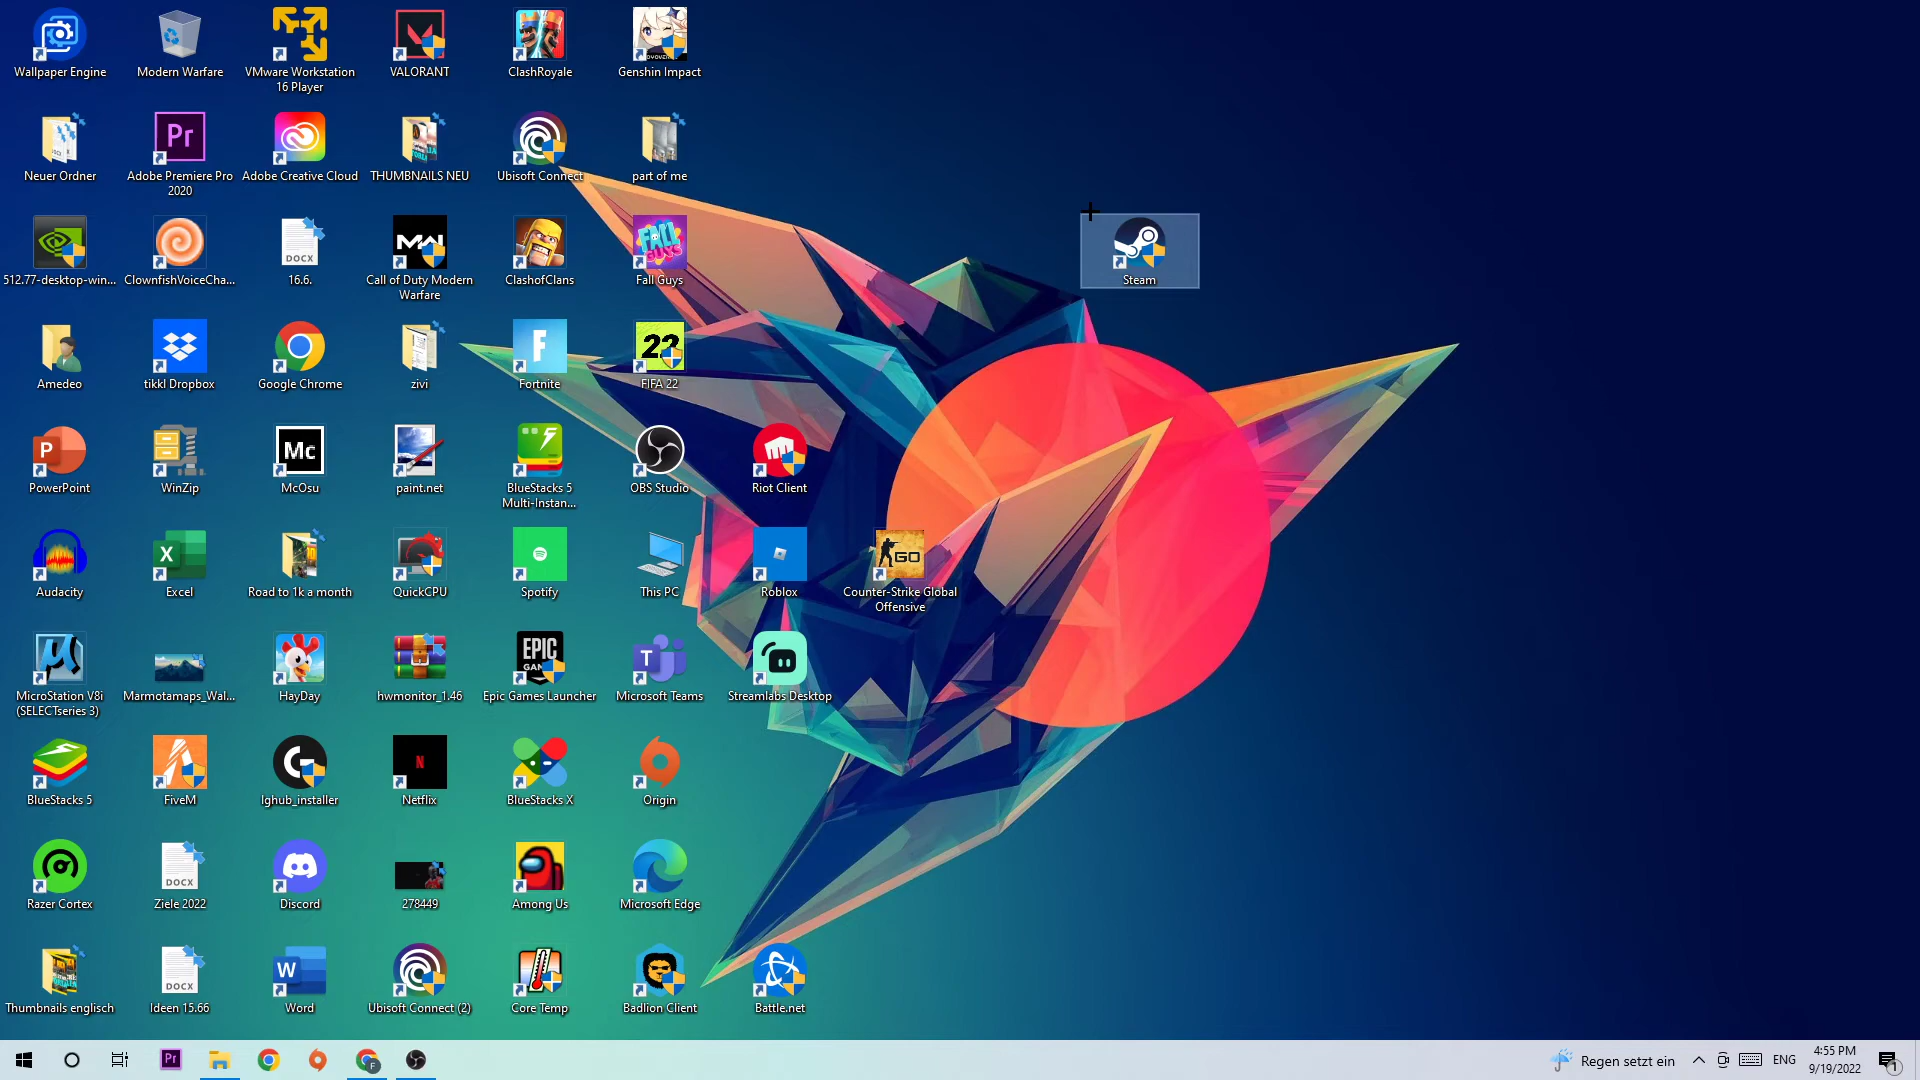 Wallpaper Engine
Modern Warfare
VMware Workstation
16 Player
VALORANT
ClashRoyale
Genshin Impact
Neuer Ordner
Adobe Premiere Pro
2020
Adobe Creative Cloud
THUMBNAILS NEU
Ubisoft Connect
part of me
512.77-desktop-win...
ClownfishVoiceCha...
16.6.
Call of Duty Modern
Warfare
ClashofClans
Fall Guys
Steam
Amedeo
tikkl Dropbox
Google Chrome
zivi
Fortnite
FIFA 22
PowerPoint
WinZip
McOsu
paint.net
BlueStacks 5
Multi-Instan...
OBS Studio
Riot Client
Audacity
Excel
Road to 1k a month
QuickCPU
Spotify
This PC
Roblox
Counter-Strike Global
Offensive
MicroStation V8i
(SELECTseries 3)
Marmotamaps_Wal...
HayDay
hwmonitor_1.46
Epic Games Launcher
Microsoft Teams
Streamlabs Desktop
BlueStacks 5
FiveM
lghub_installer
Netflix
BlueStacks X
Origin
Razer Cortex
Ziele 2022
Discord
278449
Among Us
Microsoft Edge
Thumbnails englisch
Ideen 15.66
Word
Ubisoft Connect (2)
Core Temp
Badlion Client
Battle.net
Regen setzt ein
ENG
4:55 PM
9/19/2022